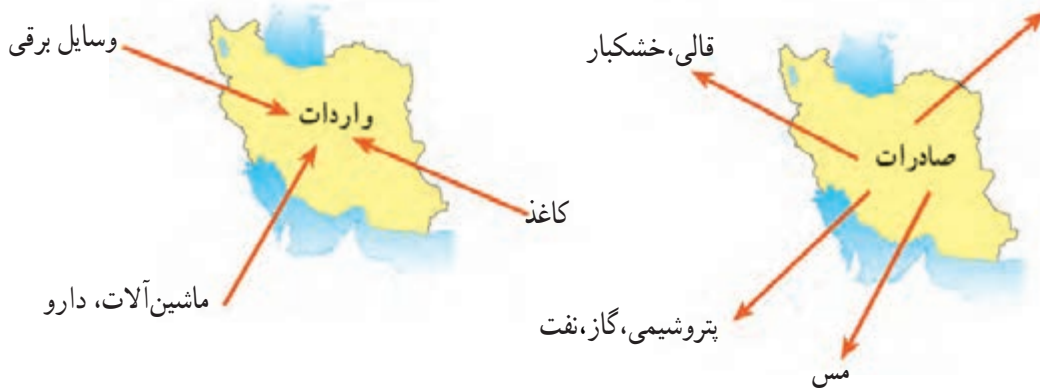 قالی،خشکبار
صادرات
پتروشیمی،گاز،نفت
مس
وسایل برقی
واردات
کاغذ
ماشین‌آلات، دارو